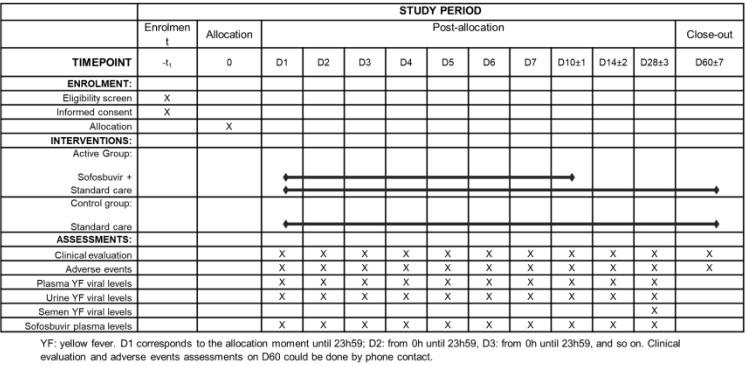 STUDY PERIOD
Enrolmen
t Allocation Post-allocation Close-out
TIMEPOINT -t₁ 0 D1 D2 D3 D4 D5 D6 D7 D10±1 D14±2 D28±3 D60±7
ENROLMENT:
Eligibility screen X
Informed consent X
Allocation X
INTERVENTIONS:
Active Group:
Sofosbuvir +
Standard care
Control group:
Standard care
ASSESSMENTS:
Clinical evaluation X X X X X X X X X X X
Adverse events X X X X X X X X X X X
Plasma YF viral levels X X X X X X X X X X
Urine YF viral levels X X X X X X X X X X
Semen YF viral levels X
Sofosbuvir plasma levels X X X X X X X X X X
YF: yellow fever. D1 corresponds to the allocation moment until 23h59; D2: from 0h until 23h59, D3: from 0h until 23h59, and so on. Clinical
evaluation and adverse events assessments on D60 could be done by phone contact.